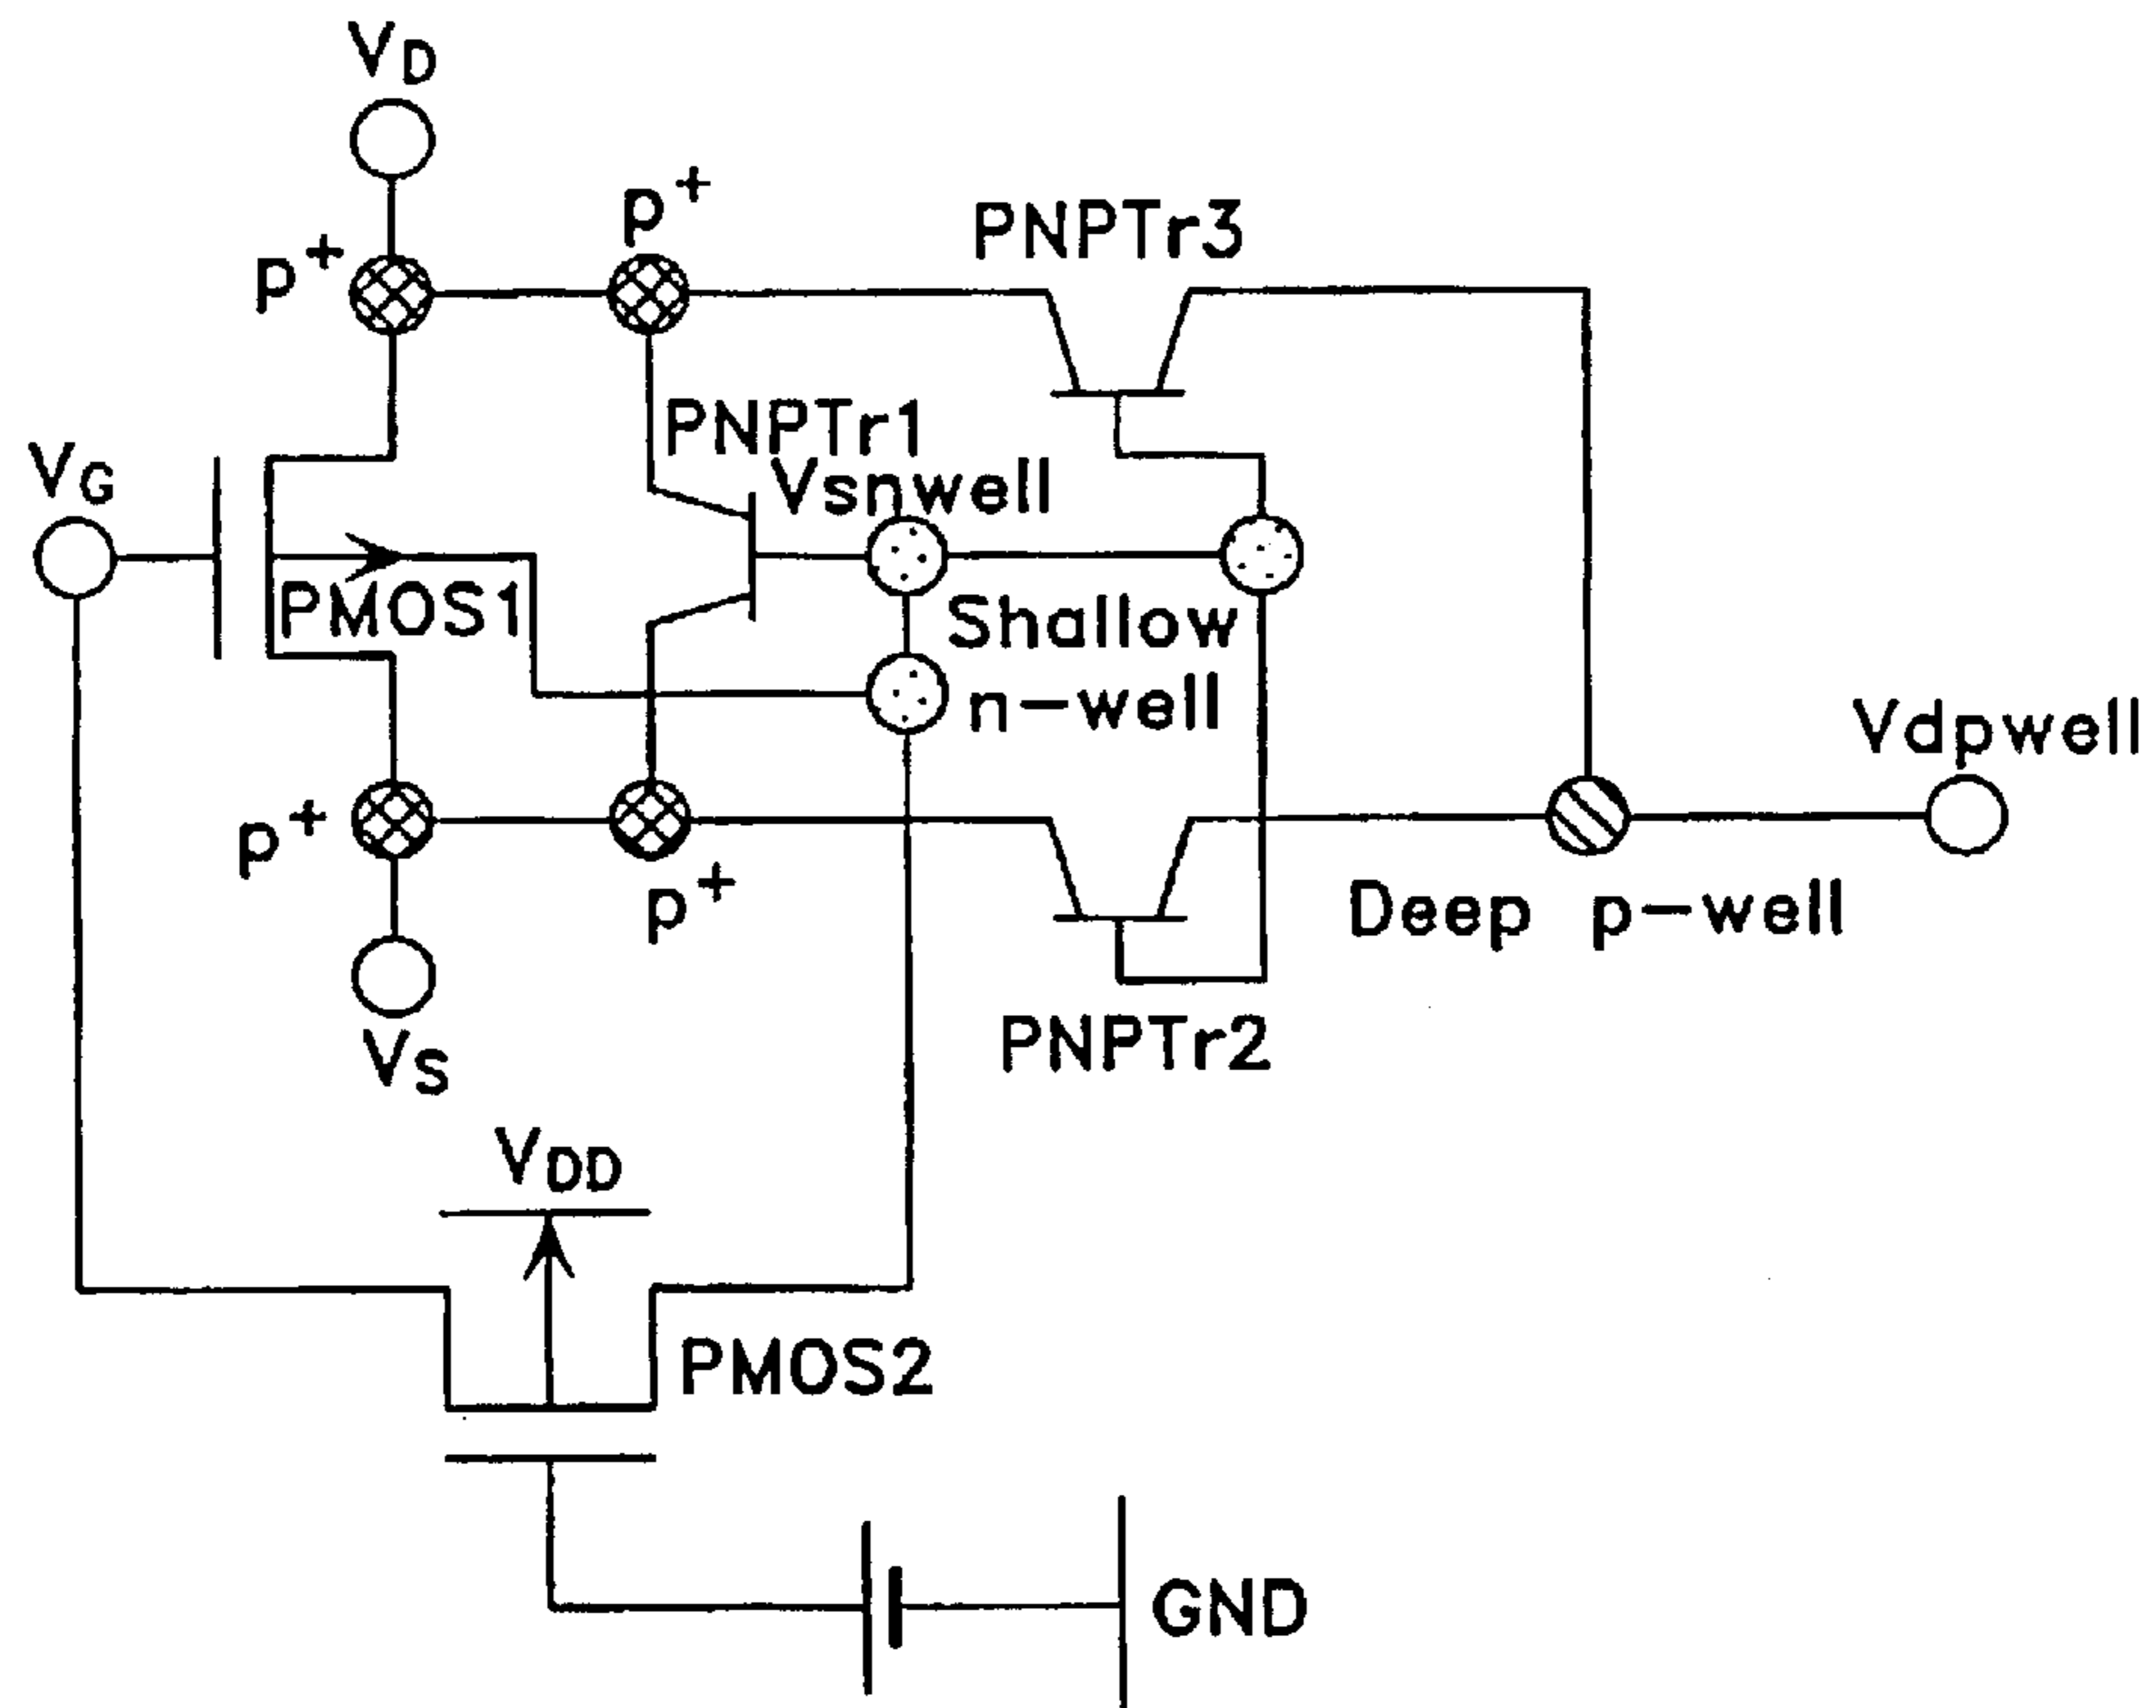 VD
p+
p+
PNPTr3
PNPTr1
VG
Vsnwell
PMOS1
Shallow
n-well
Vdpwell
p+
p+
Deep p-well
PNPTr2
VS
VDD
PMOS2
GND